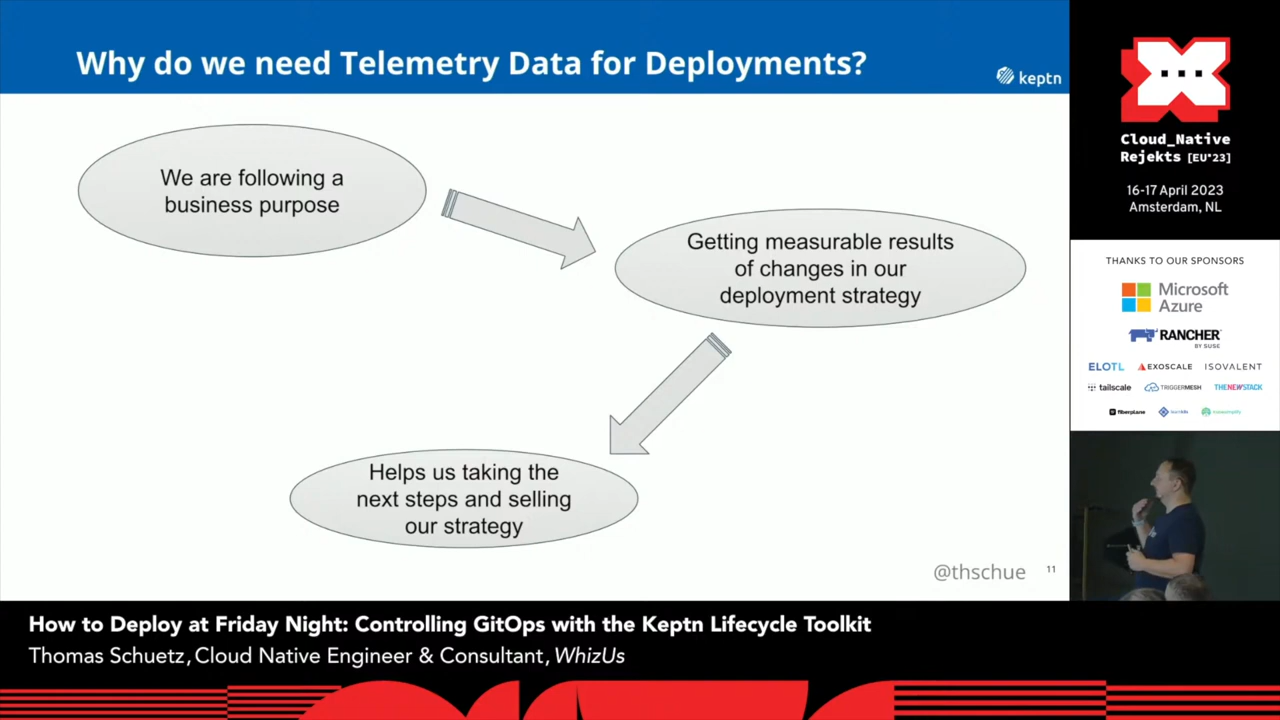 Why do we need Telemetry Data for Deployments?
keptn
We are following a
business purpose
Getting measurable results
of changes in our
deployment strategy
Helps us taking the
next steps and selling
our strategy
@thschue
11
Cloud_Native
Rejekts [EU*23]
16-17 April 2023
Amsterdam, NL
THANKS TO OUR SPONSORS
Microsoft
Azure
RANCHER
BY SUSE
ELOTL
EXOSCALE
ISOVALENT
tailscale
TRIGGERMESH
THENEWSTACK
fiberplane
How to Deploy at Friday Night: Controlling GitOps with the Keptn Lifecycle Toolkit
Thomas Schuetz, Cloud Native Engineer & Consultant, WhizUs